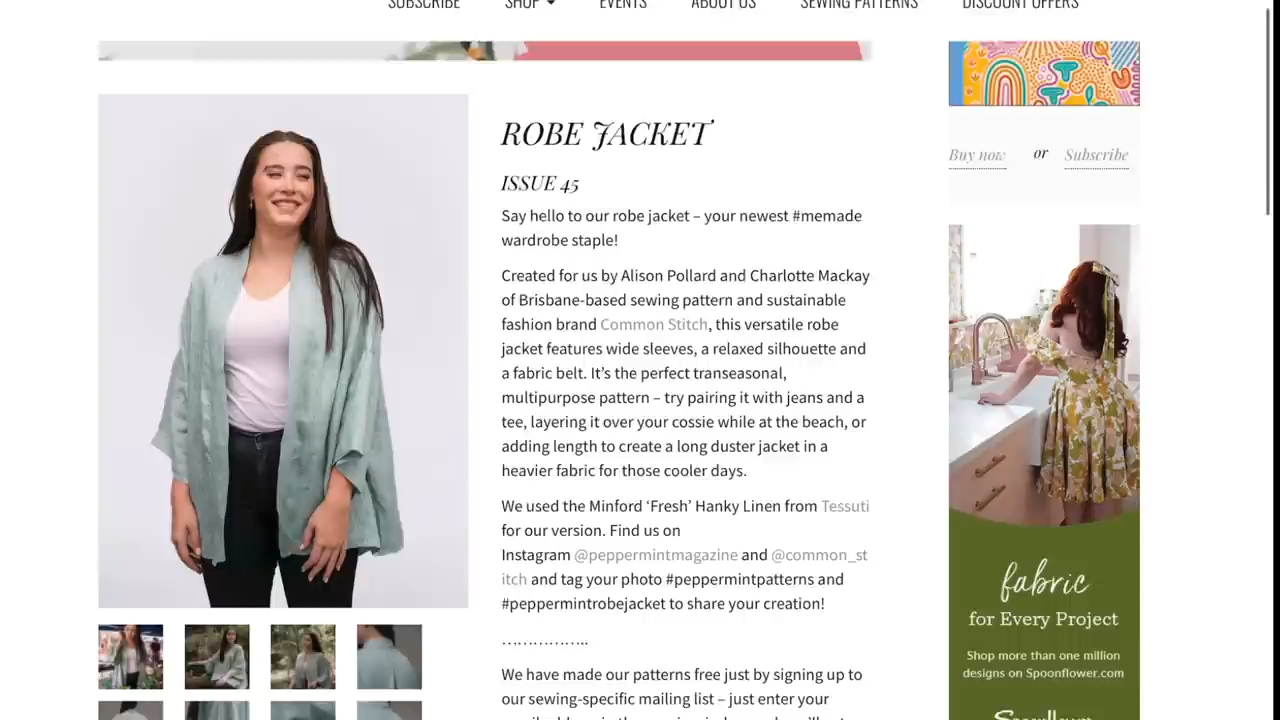 SUBSCRIBE SHOP EVENTS ABOUT US SEWING PATTERNS DISCOUNT OFFERS
ROBE JACKET
ISSUE 45
Say hello to our robe jacket – your newest #memade
wardrobe staple!
Created for us by Alison Pollard and Charlotte Mackay
of Brisbane-based sewing pattern and sustainable
fashion brand Common Stitch, this versatile robe
jacket features wide sleeves, a relaxed silhouette and
a fabric belt. It’s the perfect transeasonal,
multipurpose pattern – try pairing it with jeans and a
tee, layering it over your cossie while at the beach, or
adding length to create a long duster jacket in a
heavier fabric for those cooler days.
We used the Minford ‘Fresh’ Hanky Linen from Tessuti
for our version. Find us on
Instagram @peppermintmagazine and @common_st
itch and tag your photo #peppermintpatterns and
#peppermintrobejacket to share your creation!
……………..
We have made our patterns free just by signing up to
our sewing-specific mailing list – just enter your
Buy now or Subscribe
fabric
for Every Project
Shop more than one million
designs on Spoonflower.com
Spoonflower